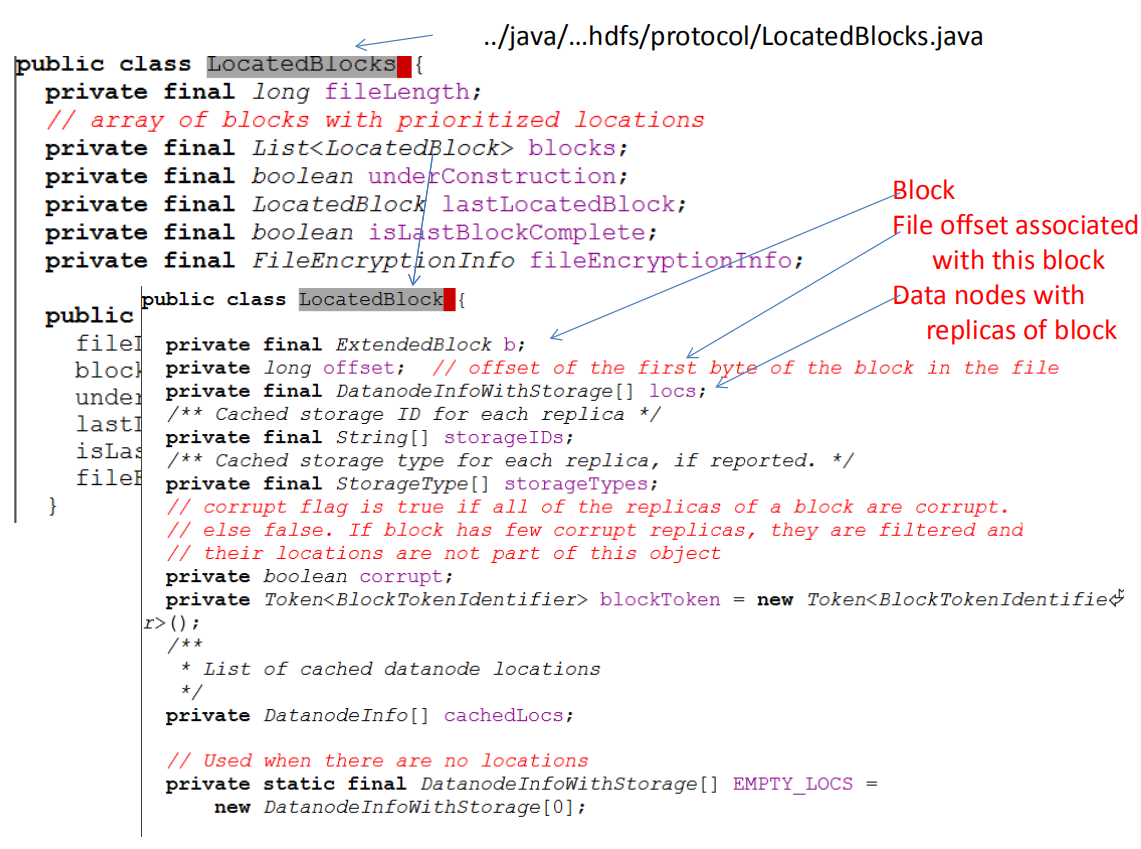 ../java/...hdfs/protocol/LocatedBlocks.java
public class LocatedBlocks {
private final long fileLength;
// array of blocks with prioritized locations
private final List<LocatedBlock> blocks;
private final boolean underConstruction;
private final LocatedBlock lastLocatedBlock;
private final boolean isLastBlockComplete;
private final FileEncryptionInfo fileEncryptionInfo;
Block
File offset associated
with this block
Data nodes with
replicas of block
public
}
public class LocatedBlock {
private final ExtendedBlock b;
private long offset; // offset of the first byte of the block in the file
private final DatanodeInfoWithStorage[] locs;
/** Cached storage ID for each replica */
private final String[] storageIDs;
/** Cached storage type for each replica, if reported. */
private final StorageType[] storageTypes;
// corrupt flag is true if all of the replicas of a block are corrupt.
// else false. If block has few corrupt replicas, they are filtered and
// their locations are not part of this object
private boolean corrupt;
private Token<BlockTokenIdentifier> blockToken = new Token<BlockTokenIdentifie
r>();
/**
* List of cached datanode locations
*/
private DatanodeInfo[] cachedLocs;
// Used when there are no locations
private static final DatanodeInfoWithStorage[] EMPTY_LOCS =
new DatanodeInfoWithStorage[0];